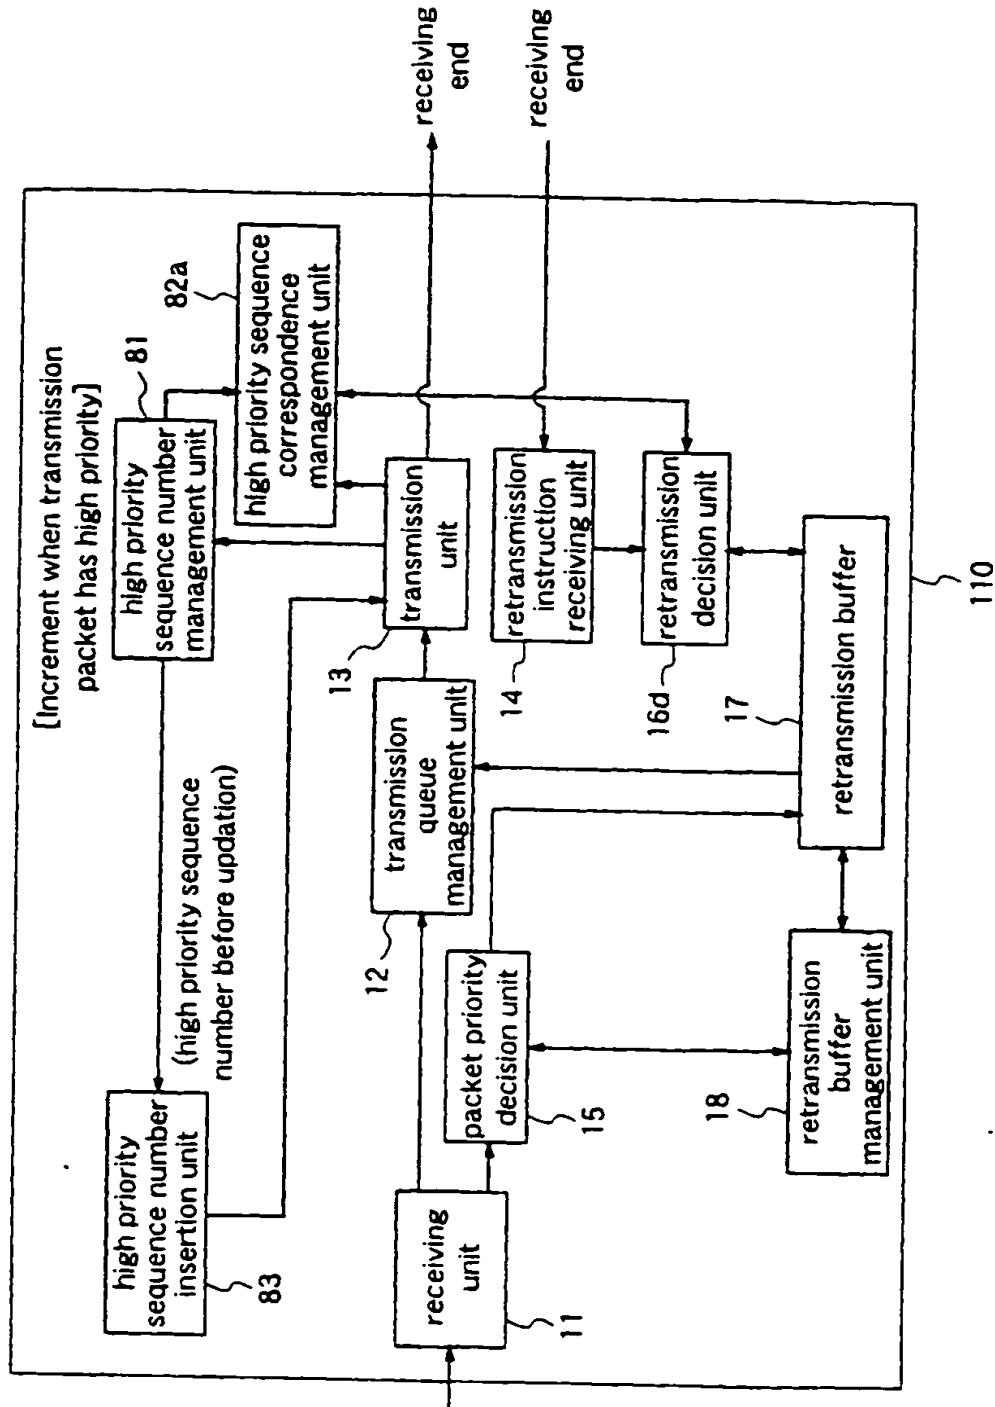 [Increment when transmission
packet has high priority]
high priority
sequence number
insertion unit
83
(high priority sequence
number before updation)
high priority
sequence number
management unit
81
high priority sequence
correspondence
management unit
82a
receiving
unit
11
transmission
queue
management unit
12
transmission
unit
13
receiving
end
packet priority
decision unit
15
retransmission
instruction
receiving unit
14
receiving
end
retransmission
decision unit
16d
retransmission
buffer
management unit
18
retransmission buffer
17
110